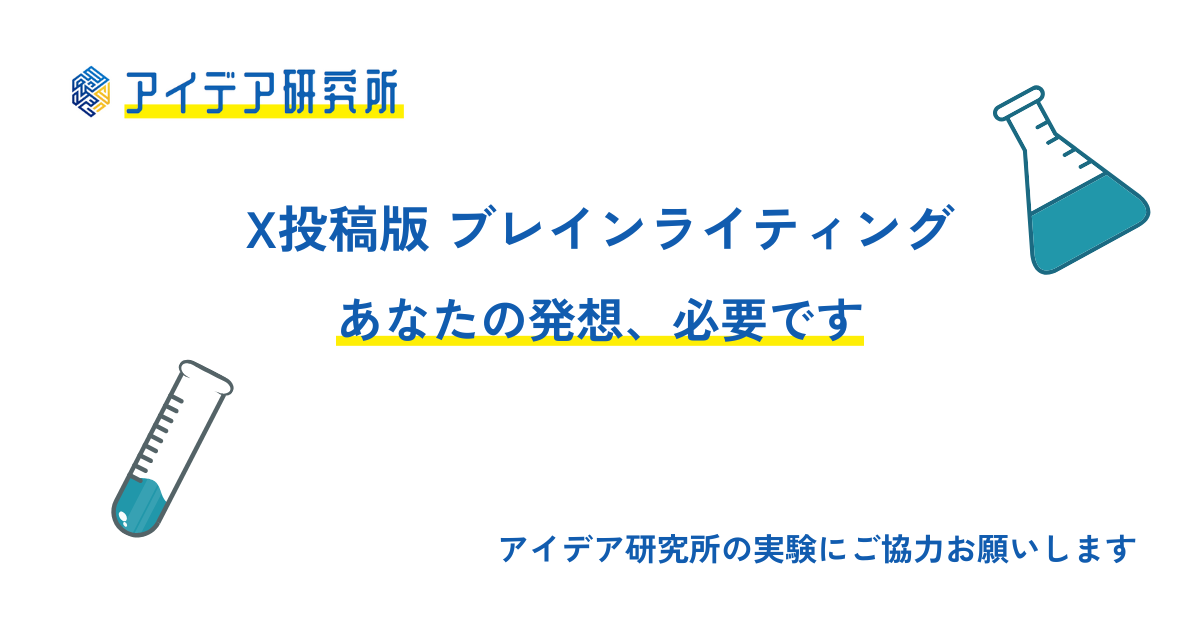 アイデア研究所
X投稿版 ブレインライティング
あなたの発想、必要です
アイデア研究所の実験にご協力お願いします